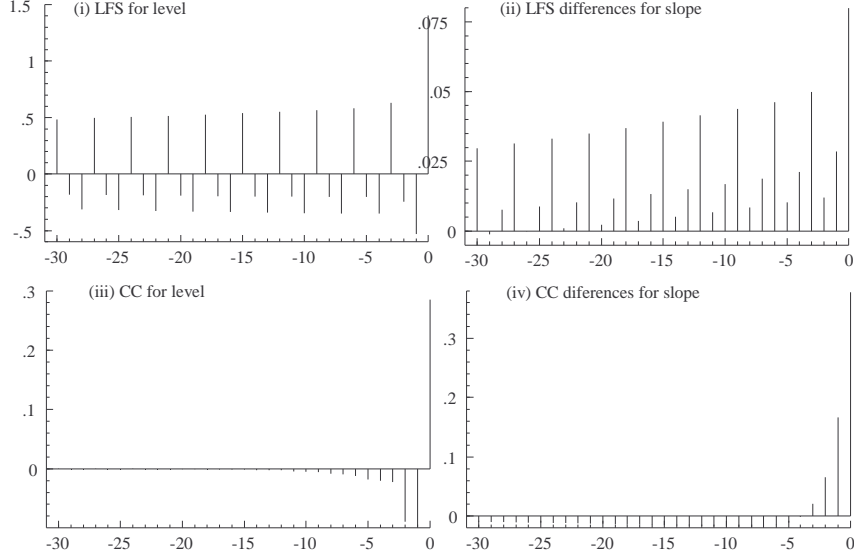 (i) LFS for level
1.5
1
.5
0
-.5
-30 -25 -20 -15 -10 -5 0
(ii) LFS differences for slope
.075
.05
.025
0
-30 -25 -20 -15 -10 -5 0
(iii) CC for level
.3
.2
.1
0
-30 -25 -20 -15 -10 -5 0
(iv) CC diferences for slope
.3
.2
.1
0
-30 -25 -20 -15 -10 -5 0